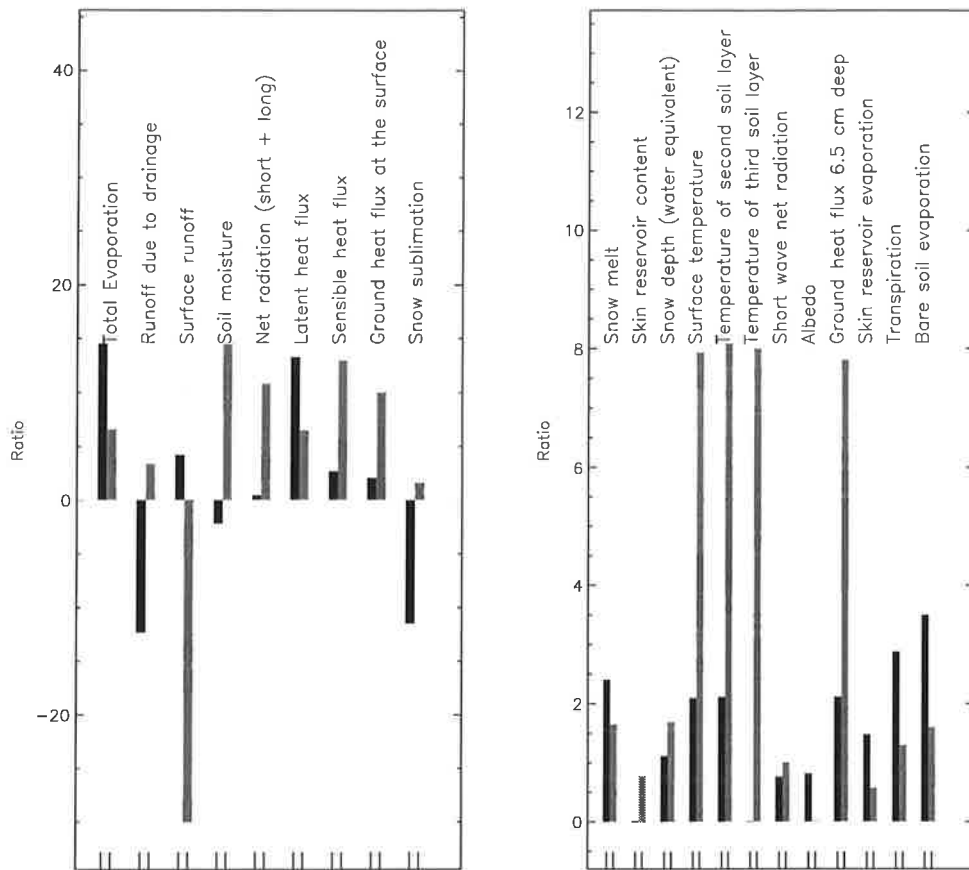 40
20
0
−20
Ratio
Total Evaporation
Runoff due to drainage
Surface runoff
Soil moisture
Net radiation (short + long)
Latent heat flux
Sensible heat flux
Ground heat flux at the surface
Snow sublimation
12
10
8
6
4
2
0
Ratio
Snow melt
Skin reservoir content
Snow depth (water equivalent)
Surface temperature
Temperature of second soil layer
Temperature of third soil layer
Short wave net radiation
Albedo
Ground heat flux 6.5 cm deep
Skin reservoir evaporation
Transpiration
Bare soil evaporation